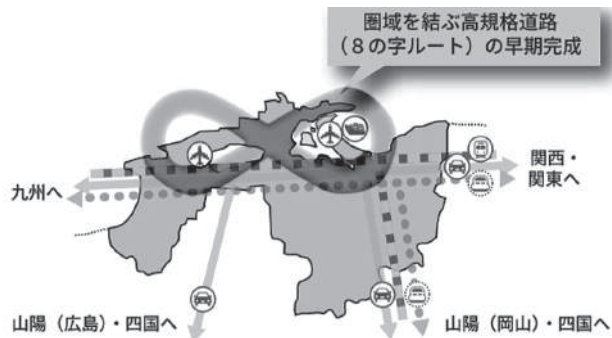 圏域を結ぶ高規格道路
（８の字ルート）の早期完成
関西・
関東へ
九州へ
山陽（広島）・四国へ
山陽（岡山）・四国へ